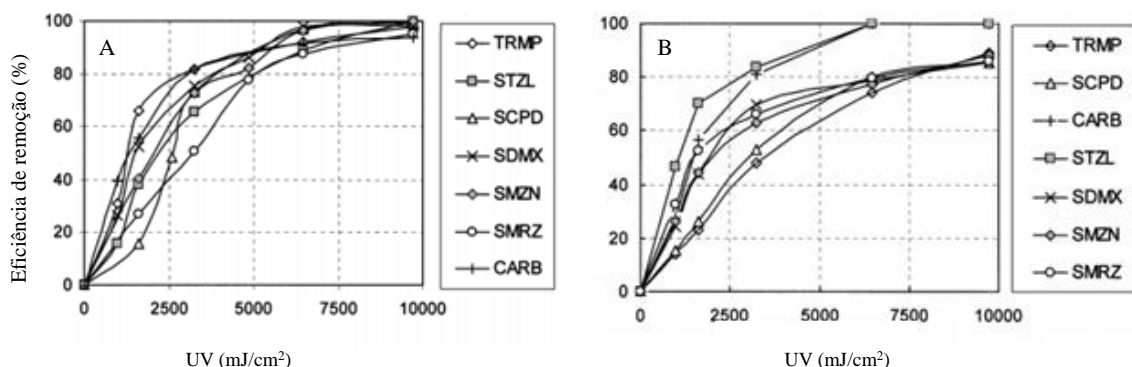 Eficiência de remoção (%)
A
100
80
60
40
20
0
0 2500 5000 7500 10000
UV (mJ/cm²)
TRMP
STZL
SCPD
SDMX
SMZN
SMRZ
CARB
B
100
80
60
40
20
0
0 2500 5000 7500 10000
UV (mJ/cm²)
TRMP
SCPD
CARB
STZL
SDMX
SMZN
SMRZ